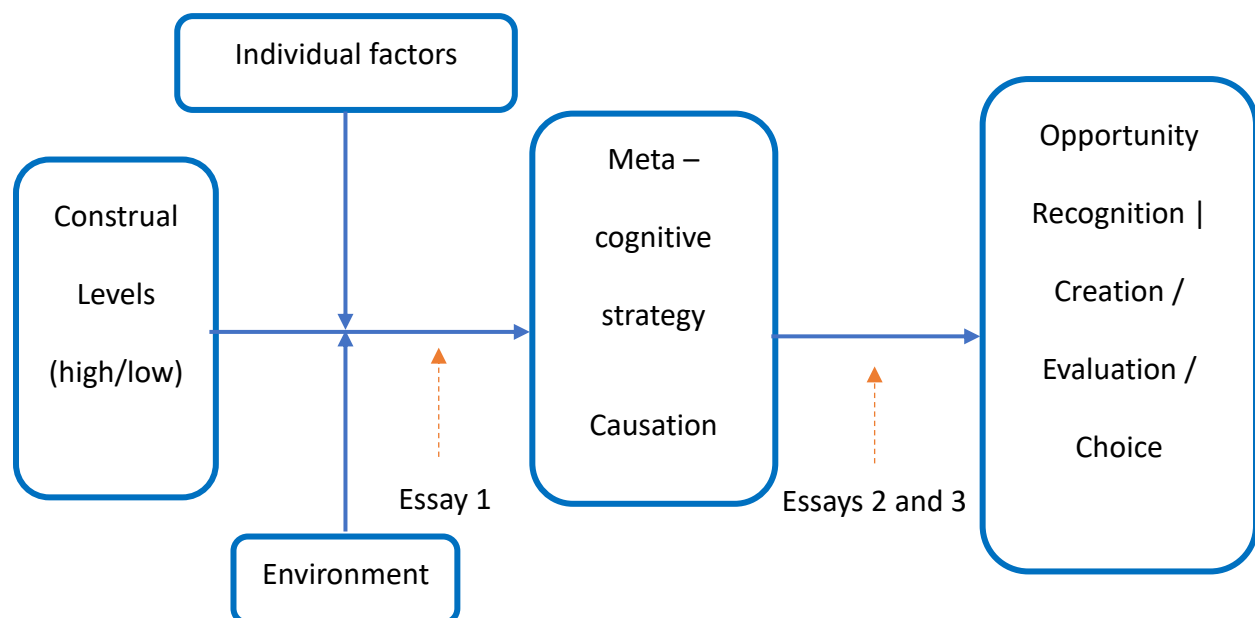 Individual factors
Construal
Levels
(high/low)
Meta –
cognitive
strategy
Causation
Opportunity
Recognition |
Creation /
Evaluation /
Choice
Essay 1
Essays 2 and 3
Environment